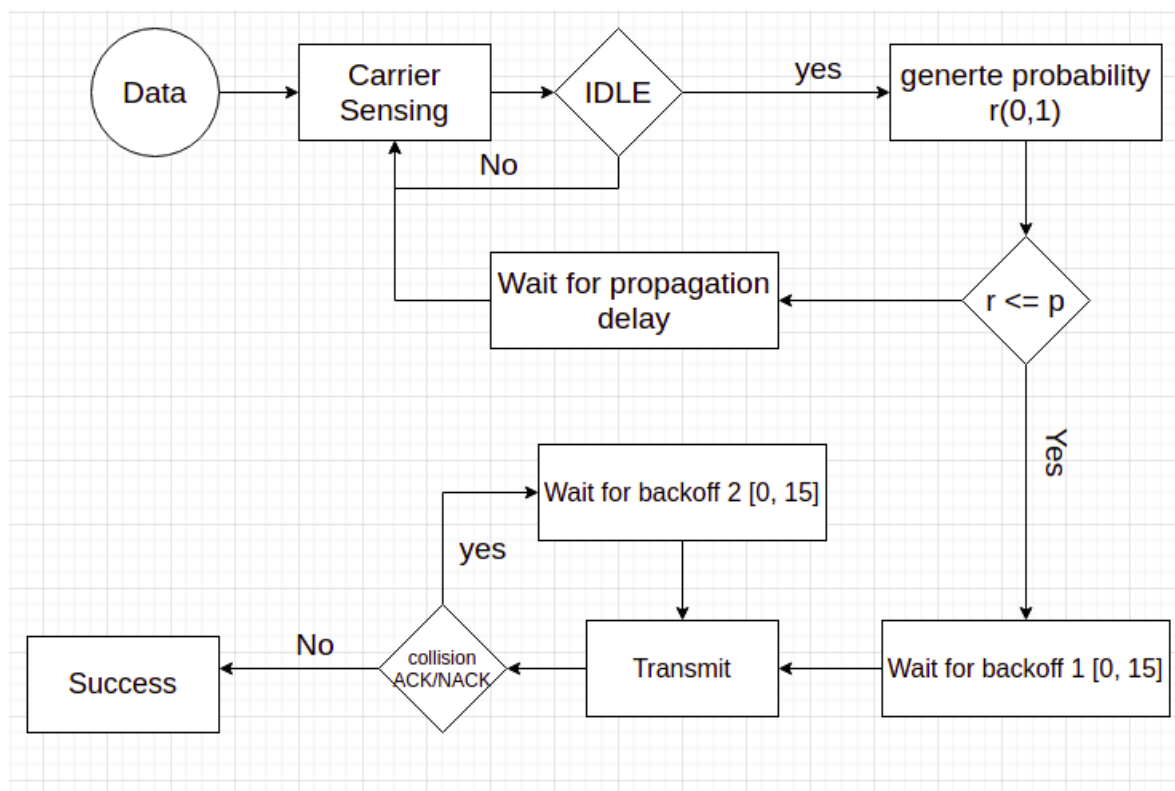 Data
Carrier
Sensing
IDLE
yes
generte probability
r(0,1)
No
Wait for propagation
delay
r <= p
Yes
Wait for backoff 2 [0, 15]
yes
Success
No
collision
ACK/NACK
Transmit
Wait for backoff 1 [0, 15]